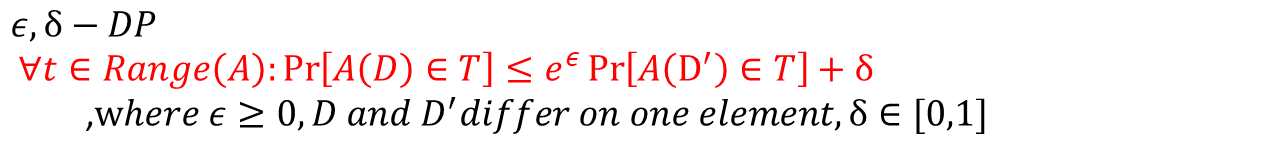 ϵ, δ − DP
∀t ∈ Range(A): Pr[A(D) ∈ T] ≤ e^ϵ Pr[A(D′) ∈ T] + δ
,where ϵ ≥ 0, D and D′differ on one element, δ ∈ [0,1]